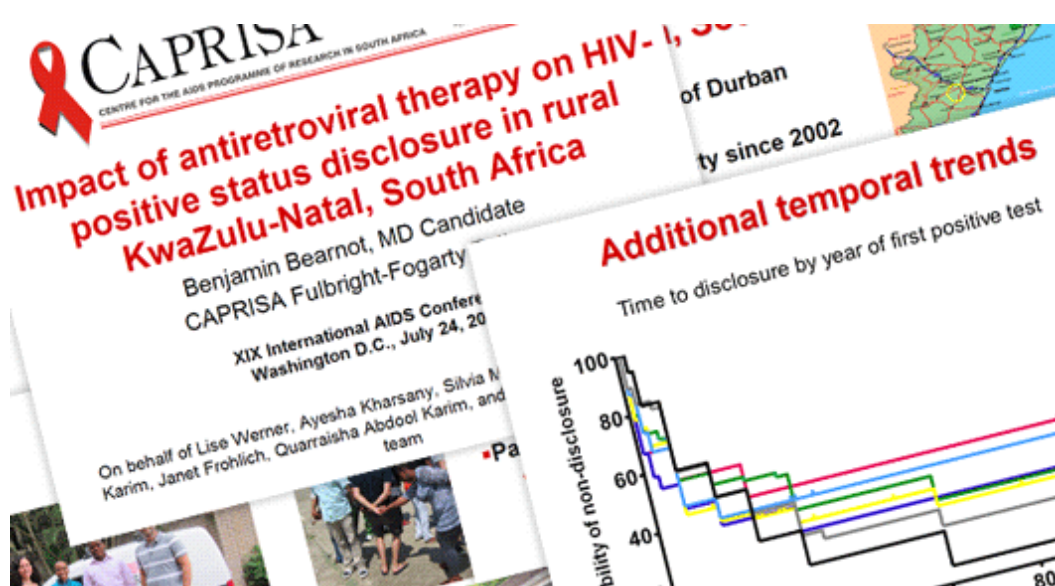 CAPRISA
CENTRE FOR THE AIDS PROGRAMME OF RESEARCH IN SOUTH AFRICA
Impact of antiretroviral therapy on HIV-
positive status disclosure in rural
KwaZulu-Natal, South Africa
Benjamin Bearnot, MD Candidate
CAPRISA Fulbright-Fogarty
XIX International AIDS
Washington D.C., July 24,
On behalf of Lise Werner, Ayesha Kharsany, Silvia
Karim, Janet Frohlich, Quarraisha Abdool Karim, and
team
of Durban
since 2002
Additional temporal trends
Time to disclosure by year of first positive test
100
80
60
40
of non-disclosure
80